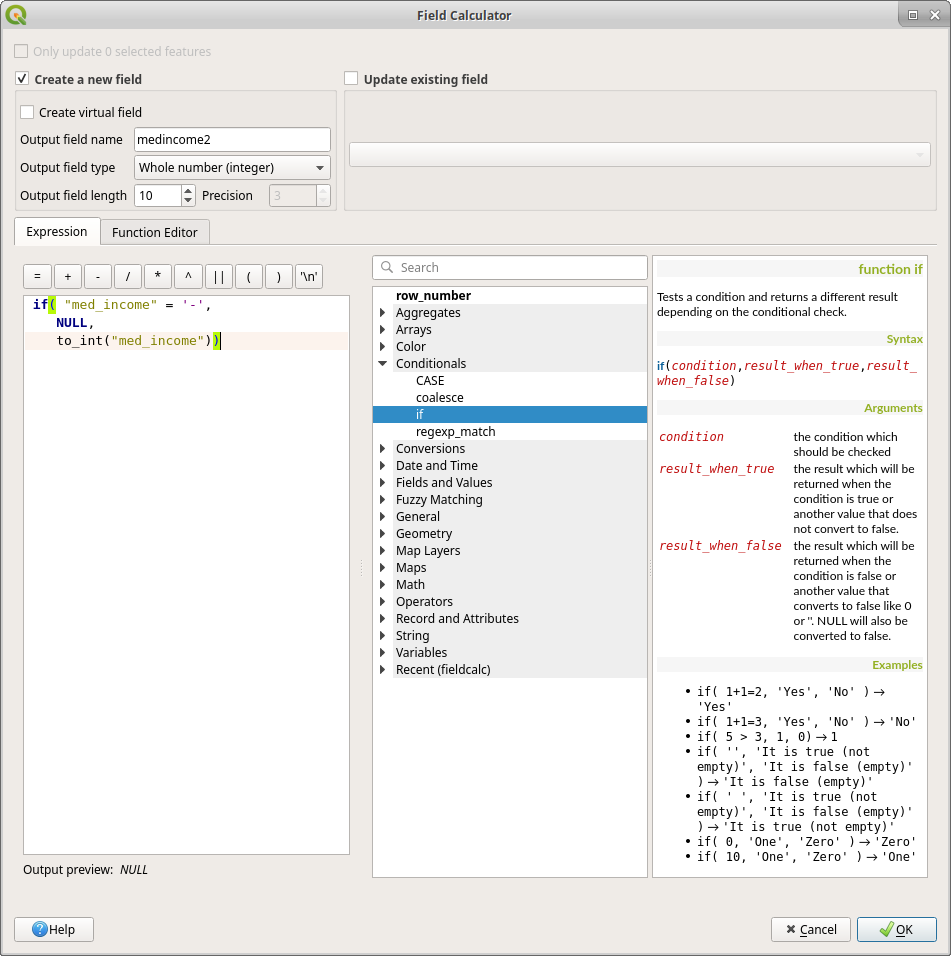 Field Calculator
Only update 0 selected features
Create a new field
Update existing field
Create virtual field
Output field name medincome2
Output field type Whole number (integer)
Output field length 10 Precision 3
Expression Function Editor
= + - / * ^ || ( ) '\n'
if( "med_income" = '-',
NULL,
to_int("med_income"))
Output preview: NULL
Search
row_number
Aggregates
Arrays
Color
Conditionals
CASE
coalesce
if
regexp_match
Conversions
Date and Time
Fields and Values
Fuzzy Matching
General
Geometry
Map Layers
Maps
Math
Operators
Record and Attributes
String
Variables
Recent (fieldcalc)
function if
Tests a condition and returns a different result
depending on the conditional check.
Syntax
if(condition,result_when_true,result_
when_false)
Arguments
condition the condition which
should be checked
result_when_true the result which will be
returned when the
condition is true or
another value that does
not convert to false.
result_when_false the result which will be
returned when the
condition is false or
another value that
converts to false like 0
or ''. NULL will also be
converted to false.
Examples
• if( 1+1=2, 'Yes', 'No' ) → 
'Yes'
• if( 1+1=3, 'Yes', 'No' ) → 'No'
• if( 5 > 3, 1, 0) → 1
• if( '', 'It is true (not
empty)', 'It is false (empty)'
) → 'It is false (empty)'
• if( ' ', 'It is true (not
empty)', 'It is false (empty)'
) → 'It is true (not empty)'
• if( 0, 'One', 'Zero' ) → 'Zero'
• if( 10, 'One', 'Zero' ) → 'One'
Help
Cancel
OK